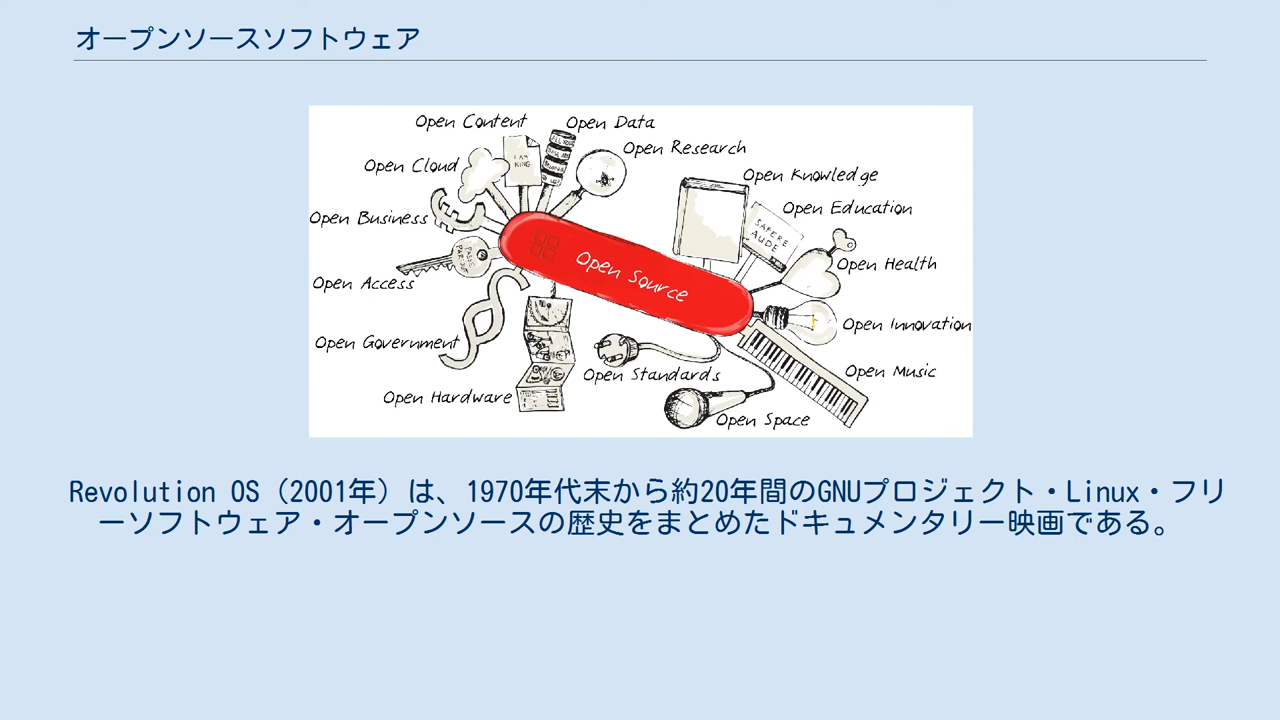 オープンソースソフトウェア
Open Content
Open Data
Open Research
Open Cloud
Open Knowledge
Open Business
Open Education
I AM
KING
SAPERE
AUDE
Open Health
Open Source
Open Access
Open Innovation
Open Government
Open Standards
Open Music
Open Hardware
Open Space
Revolution OS（2001年）は、1970年代末から約20年間のGNUプロジェクト・Linux・フリ
ーソフトウェア・オープンソースの歴史をまとめたドキュメンタリー映画である。